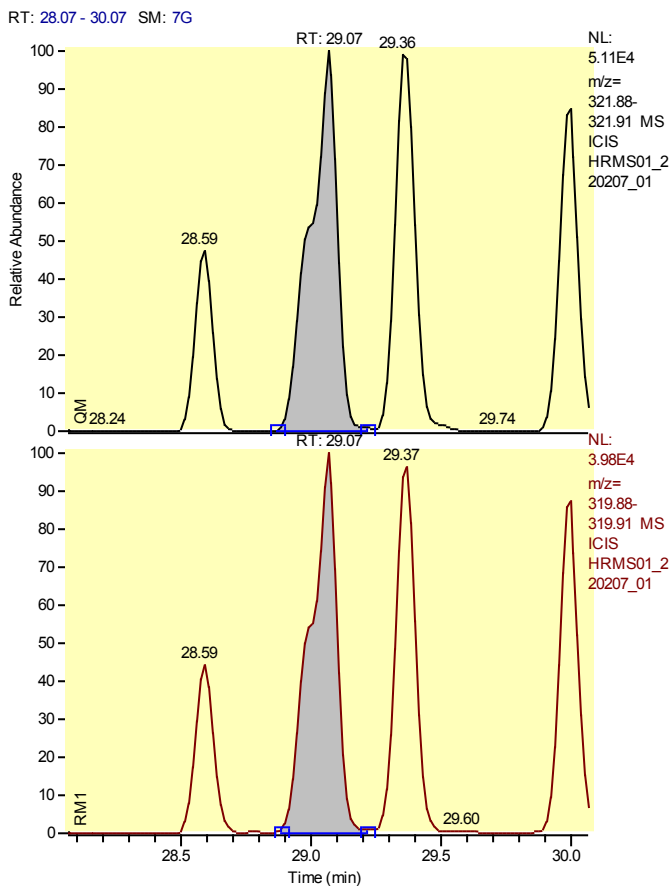 RT: 28.07 - 30.07 SM: 7G
RT: 29.07
29.36
100
90
80
70
60
50
40
30
20
10
0
Relative Abundance
28.59
28.24
29.74
QM
NL:
5.11E4
m/z=
321.88-
321.91 MS
ICIS
HRMS01_2
20207_01
RT: 29.07
29.37
100
90
80
70
60
50
40
30
20
10
0
28.59
29.60
RM1
NL:
3.98E4
m/z=
319.88-
319.91 MS
ICIS
HRMS01_2
20207_01
28.5 29.0 29.5 30.0
Time (min)